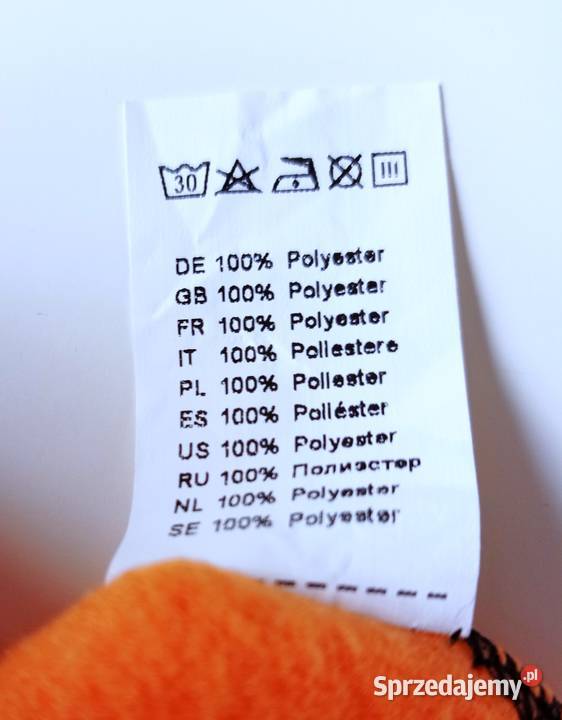 30
DE 100% Polyester
GB 100% Polyester
FR 100% Polyester
IT 100% Poliestere
PL 100% Poliester
ES 100% Poliéster
US 100% Polyester
RU 100% Полиэстер
NL 100% Polyester
SE 100% Polyester
Sprzedajemy.pl